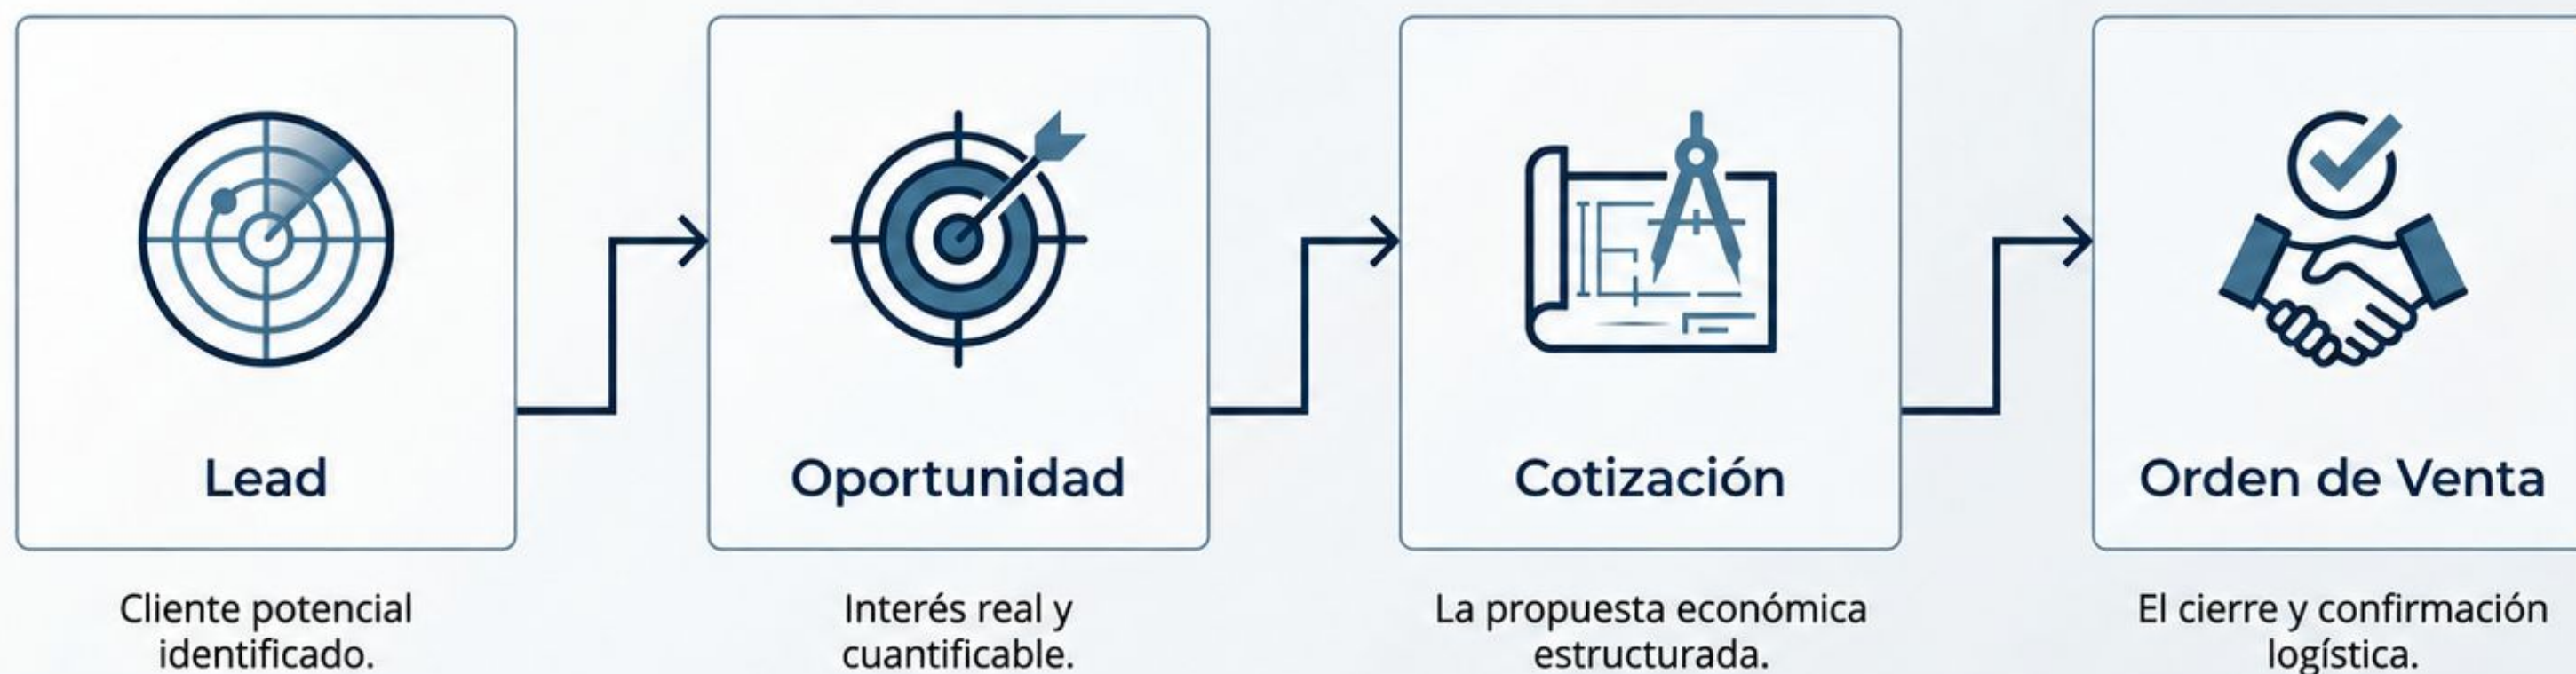 Lead
Cliente potencial
identificado.
Oportunidad
Interés real y
cuantificable.
Cotización
La propuesta económica
estructurada.
Orden de Venta
El cierre y confirmación
logística.